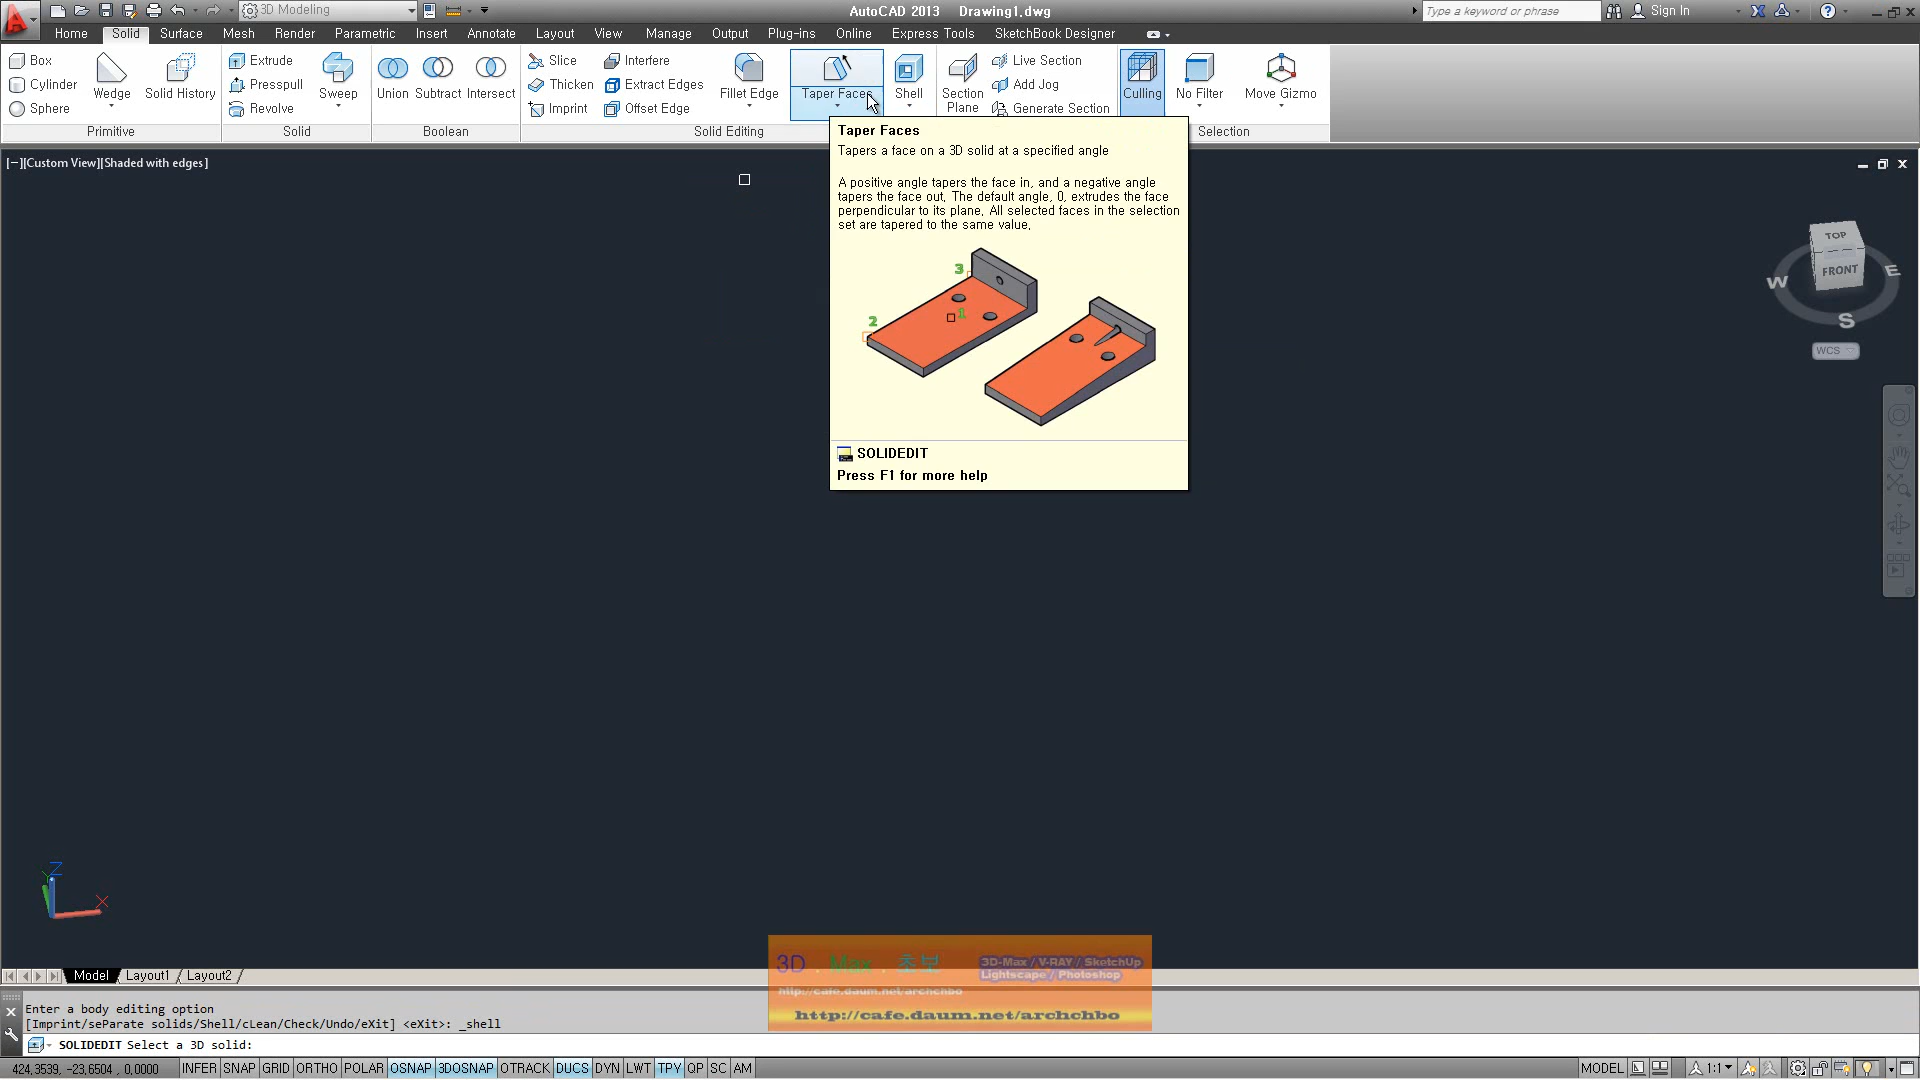 3D Modeling
AutoCAD 2013 Drawing1.dwg
Type a keyword or phrase
Sign In
Home Solid Surface Mesh Render Parametric Insert Annotate Layout View Manage Output Plug-ins Online Express Tools SketchBook Designer
Box
Cylinder
Sphere
Wedge
Solid History
Primitive
Extrude
Presspull
Revolve
Sweep
Solid
Union
Subtract
Intersect
Boolean
Slice
Thicken
Imprint
Interfere
Extract Edges
Offset Edge
Fillet Edge
Taper Faces
Shell
Solid Editing
Section
Plane
Live Section
Add Jog
Generate Section
Culling
No Filter
Move Gizmo
Selection
[−][Custom View][Shaded with edges]
Taper Faces
Tapers a face on a 3D solid at a specified angle
A positive angle tapers the face in, and a negative angle
tapers the face out, The default angle, 0, extrudes the face
perpendicular to its plane, All selected faces in the selection
set are tapered to the same value,
3
1
2
SOLIDEDIT
Press F1 for more help
TOP
FRONT
W
E
S
WCS
Z
Y
X
3D . Max . 초보
3D-Max / V-RAY / SketchUp
Lightscape / Photoshop
http://cafe.daum.net/archchbo
http://cafe.daum.net/archchbo
Model Layout1 Layout2
Enter a body editing option
[Imprint/seParate solids/Shell/cLean/Check/Undo/eXit] <eXit>: _shell
SOLIDEDIT Select a 3D solid:
424,3539, -23,6504 , 0,0000 INFER SNAP GRID ORTHO POLAR OSNAP 3DOSNAP OTRACK DUCS DYN LWT TPY QP SC AM MODEL 1:1